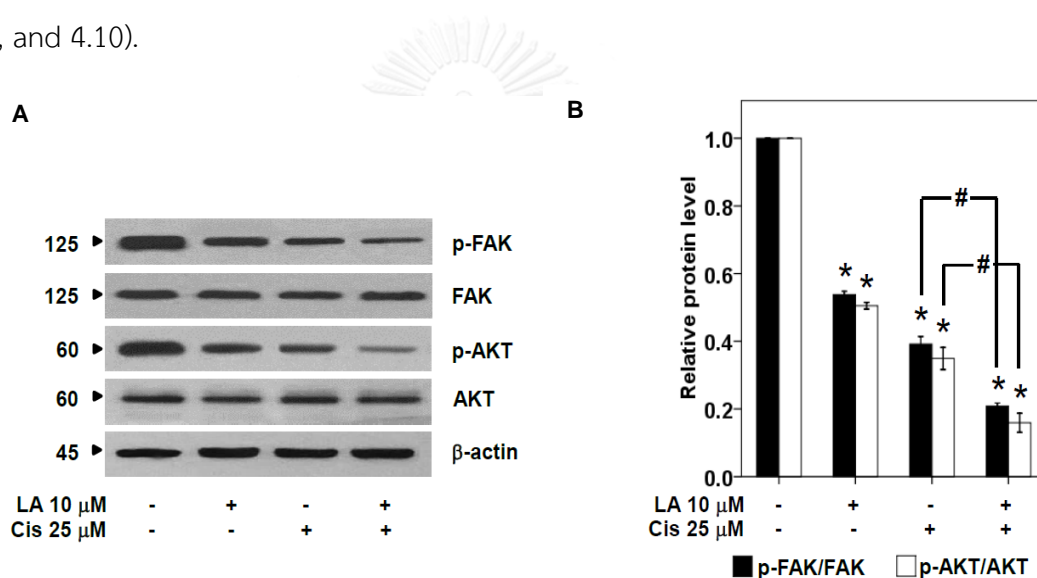 , and 4.10).
A
125 p-FAK
125 FAK
60 p-AKT
60 AKT
45 β-actin
LA 10 μM - + - +
Cis 25 μM - - + +
B
Relative protein level
1.0
0.8
0.6
0.4
0.2
0.0
#
#
* *
* *
* *
- + - +
LA 10 μM
Cis 25 μM
- - + +
p-FAK/FAK p-AKT/AKT